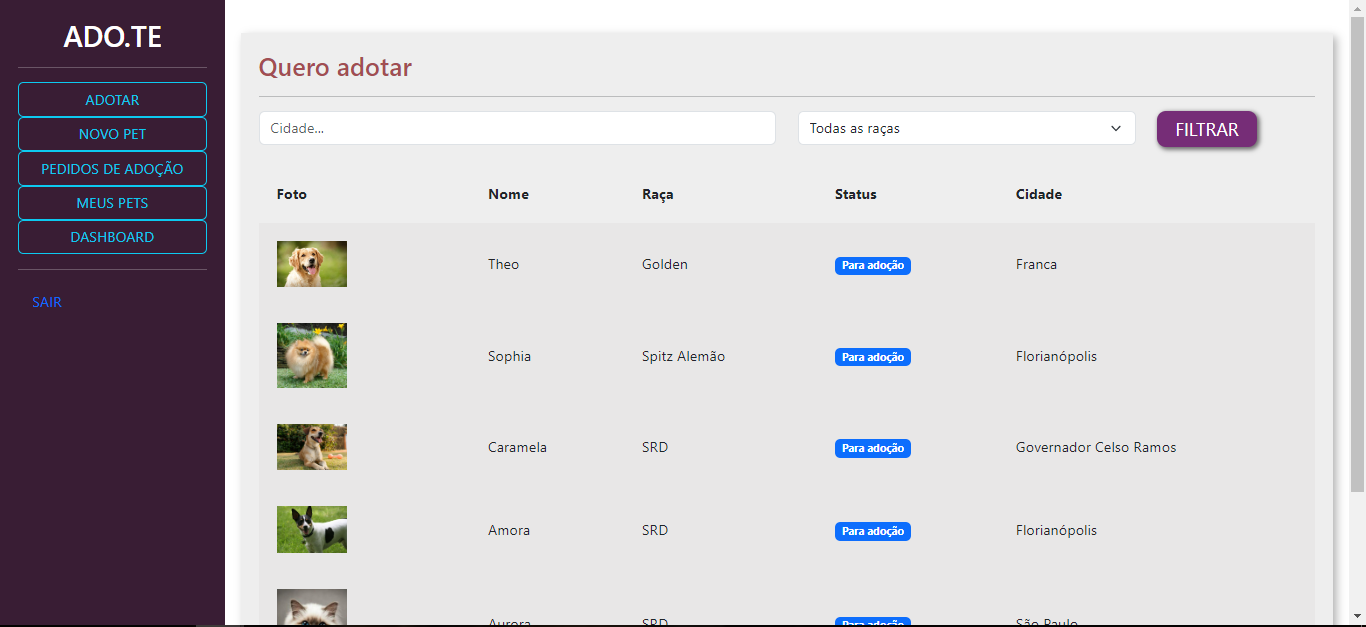 ADO.TE
ADOTAR
NOVO PET
PEDIDOS DE ADOÇÃO
MEUS PETS
DASHBOARD
SAIR
Quero adotar
Cidade...
Todas as raças
FILTRAR
Foto Nome Raça Status Cidade
Theo Golden Para adoção Franca
Sophia Spitz Alemão Para adoção Florianópolis
Caramela SRD Para adoção Governador Celso Ramos
Amora SRD Para adoção Florianópolis
Aurora SRD Para adoção São Paulo